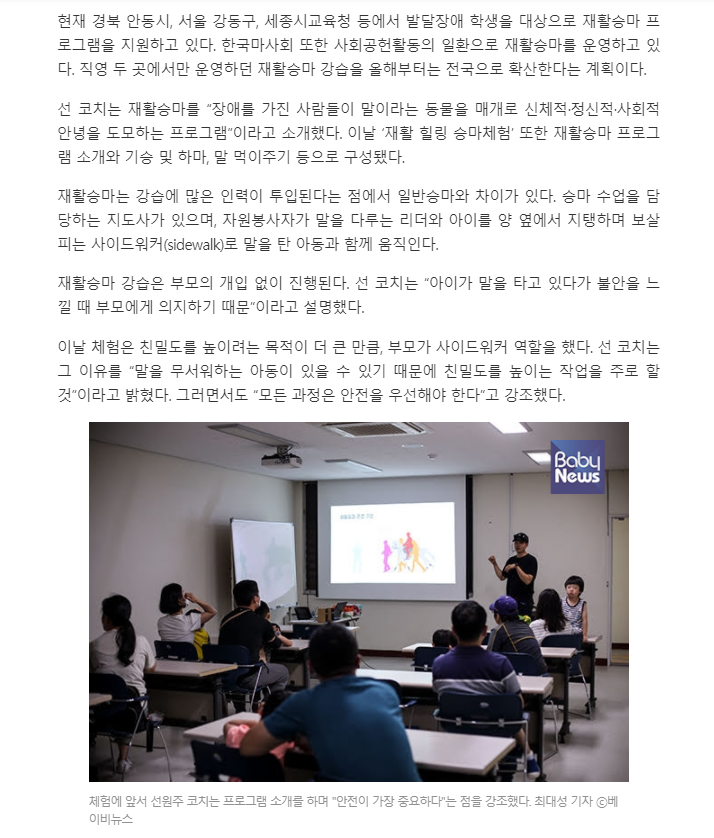 현재 경북 안동시, 서울 강동구, 세종시교육청 등에서 발달장애 학생을 대상으로 재활승마 프
로그램을 지원하고 있다. 한국마사회 또한 사회공헌활동의 일환으로 재활승마를 운영하고 있
다. 직영 두 곳에서만 운영하던 재활승마 강습을 올해부터는 전국으로 확산한다는 계획이다.
선 코치는 재활승마를 “장애를 가진 사람들이 말이라는 동물을 매개로 신체적·정신적·사회적
안녕을 도모하는 프로그램”이라고 소개했다. 이날 ‘재활 힐링 승마체험’ 또한 재활승마 프로그
램 소개와 기승 및 하마, 말 먹이주기 등으로 구성됐다.
재활승마는 강습에 많은 인력이 투입된다는 점에서 일반승마와 차이가 있다. 승마 수업을 담
당하는 지도사가 있으며, 자원봉사자가 말을 다루는 리더와 아이를 양 옆에서 지탱하며 보살
피는 사이드워커(sidewalk)로 말을 탄 아동과 함께 움직인다.
재활승마 강습은 부모의 개입 없이 진행된다. 선 코치는 “아이가 말을 타고 있다가 불안을 느
낄 때 부모에게 의지하기 때문”이라고 설명했다.
이날 체험은 친밀도를 높이려는 목적이 더 큰 만큼, 부모가 사이드워커 역할을 했다. 선 코치는
그 이유를 “말을 무서워하는 아동이 있을 수 있기 때문에 친밀도를 높이는 작업을 주로 할
것”이라고 밝혔다. 그러면서도 “모든 과정은 안전을 우선해야 한다”고 강조했다.
Baby
News
체험에 앞서 선원주 코치는 프로그램 소개를 하며 "안전이 가장 중요하다"는 점을 강조했다. 최대성 기자 ⓒ베
이비뉴스